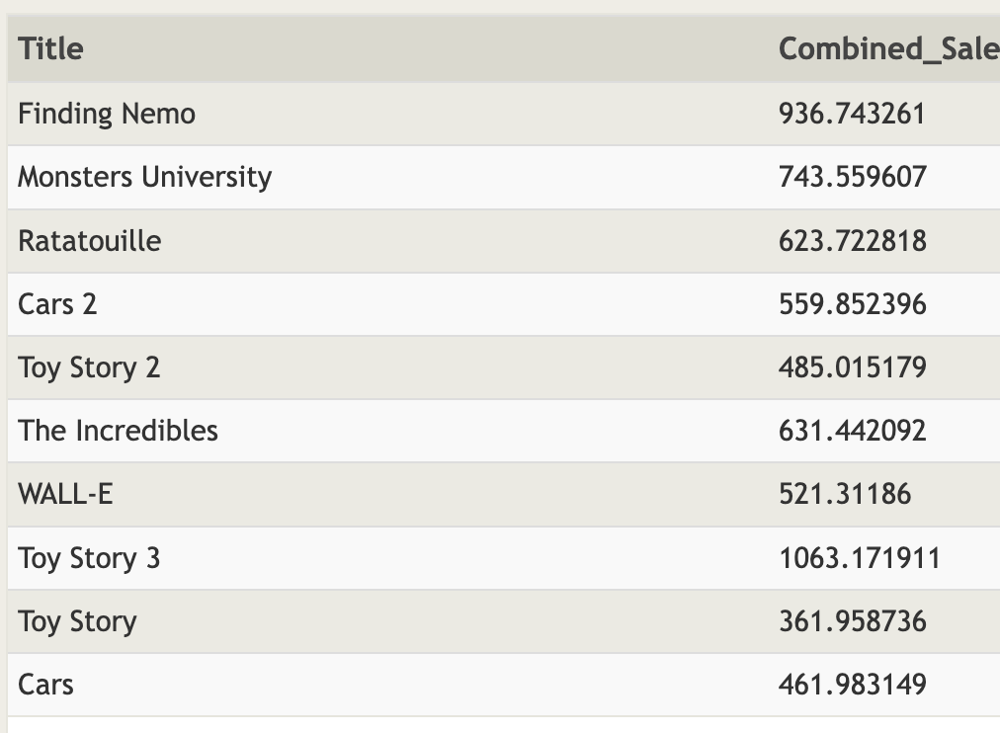 Title Combined_Sale
Finding Nemo 936.743261
Monsters University 743.559607
Ratatouille 623.722818
Cars 2 559.852396
Toy Story 2 485.015179
The Incredibles 631.442092
WALL-E 521.31186
Toy Story 3 1063.171911
Toy Story 361.958736
Cars 461.983149